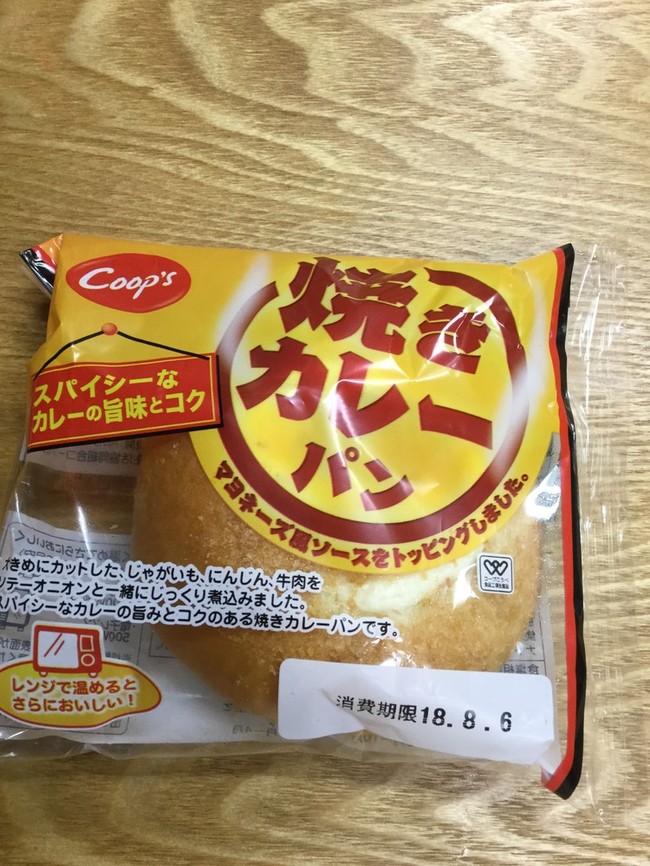 Coop's
焼き
カレー
パン
スパイシーな
カレーの旨味とコク
マヨネーズ風ソースをトッピングしました。
きめにカットした、じゃがいも、にんじん、牛肉を
ソテーオニオンと一緒にじっくり煮込みました。
スパイシーなカレーの旨みとコクのある焼きカレーパンです。
レンジで温めると
さらにおいしい!
消費期限18.8.6